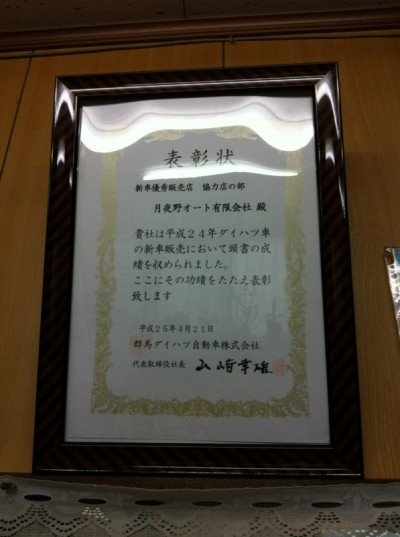 表彰状
新車優秀販売店 協力店の部
月夜野オート有限会社 殿
貴社は平成24年ダイハツ車
の新車販売において頭書の成
績を収められました。
ここにその功績をたたえ表彰
致します
平成25年4月21日
群馬ダイハツ自動車株式会社
代表取締役社長 山崎幸雄